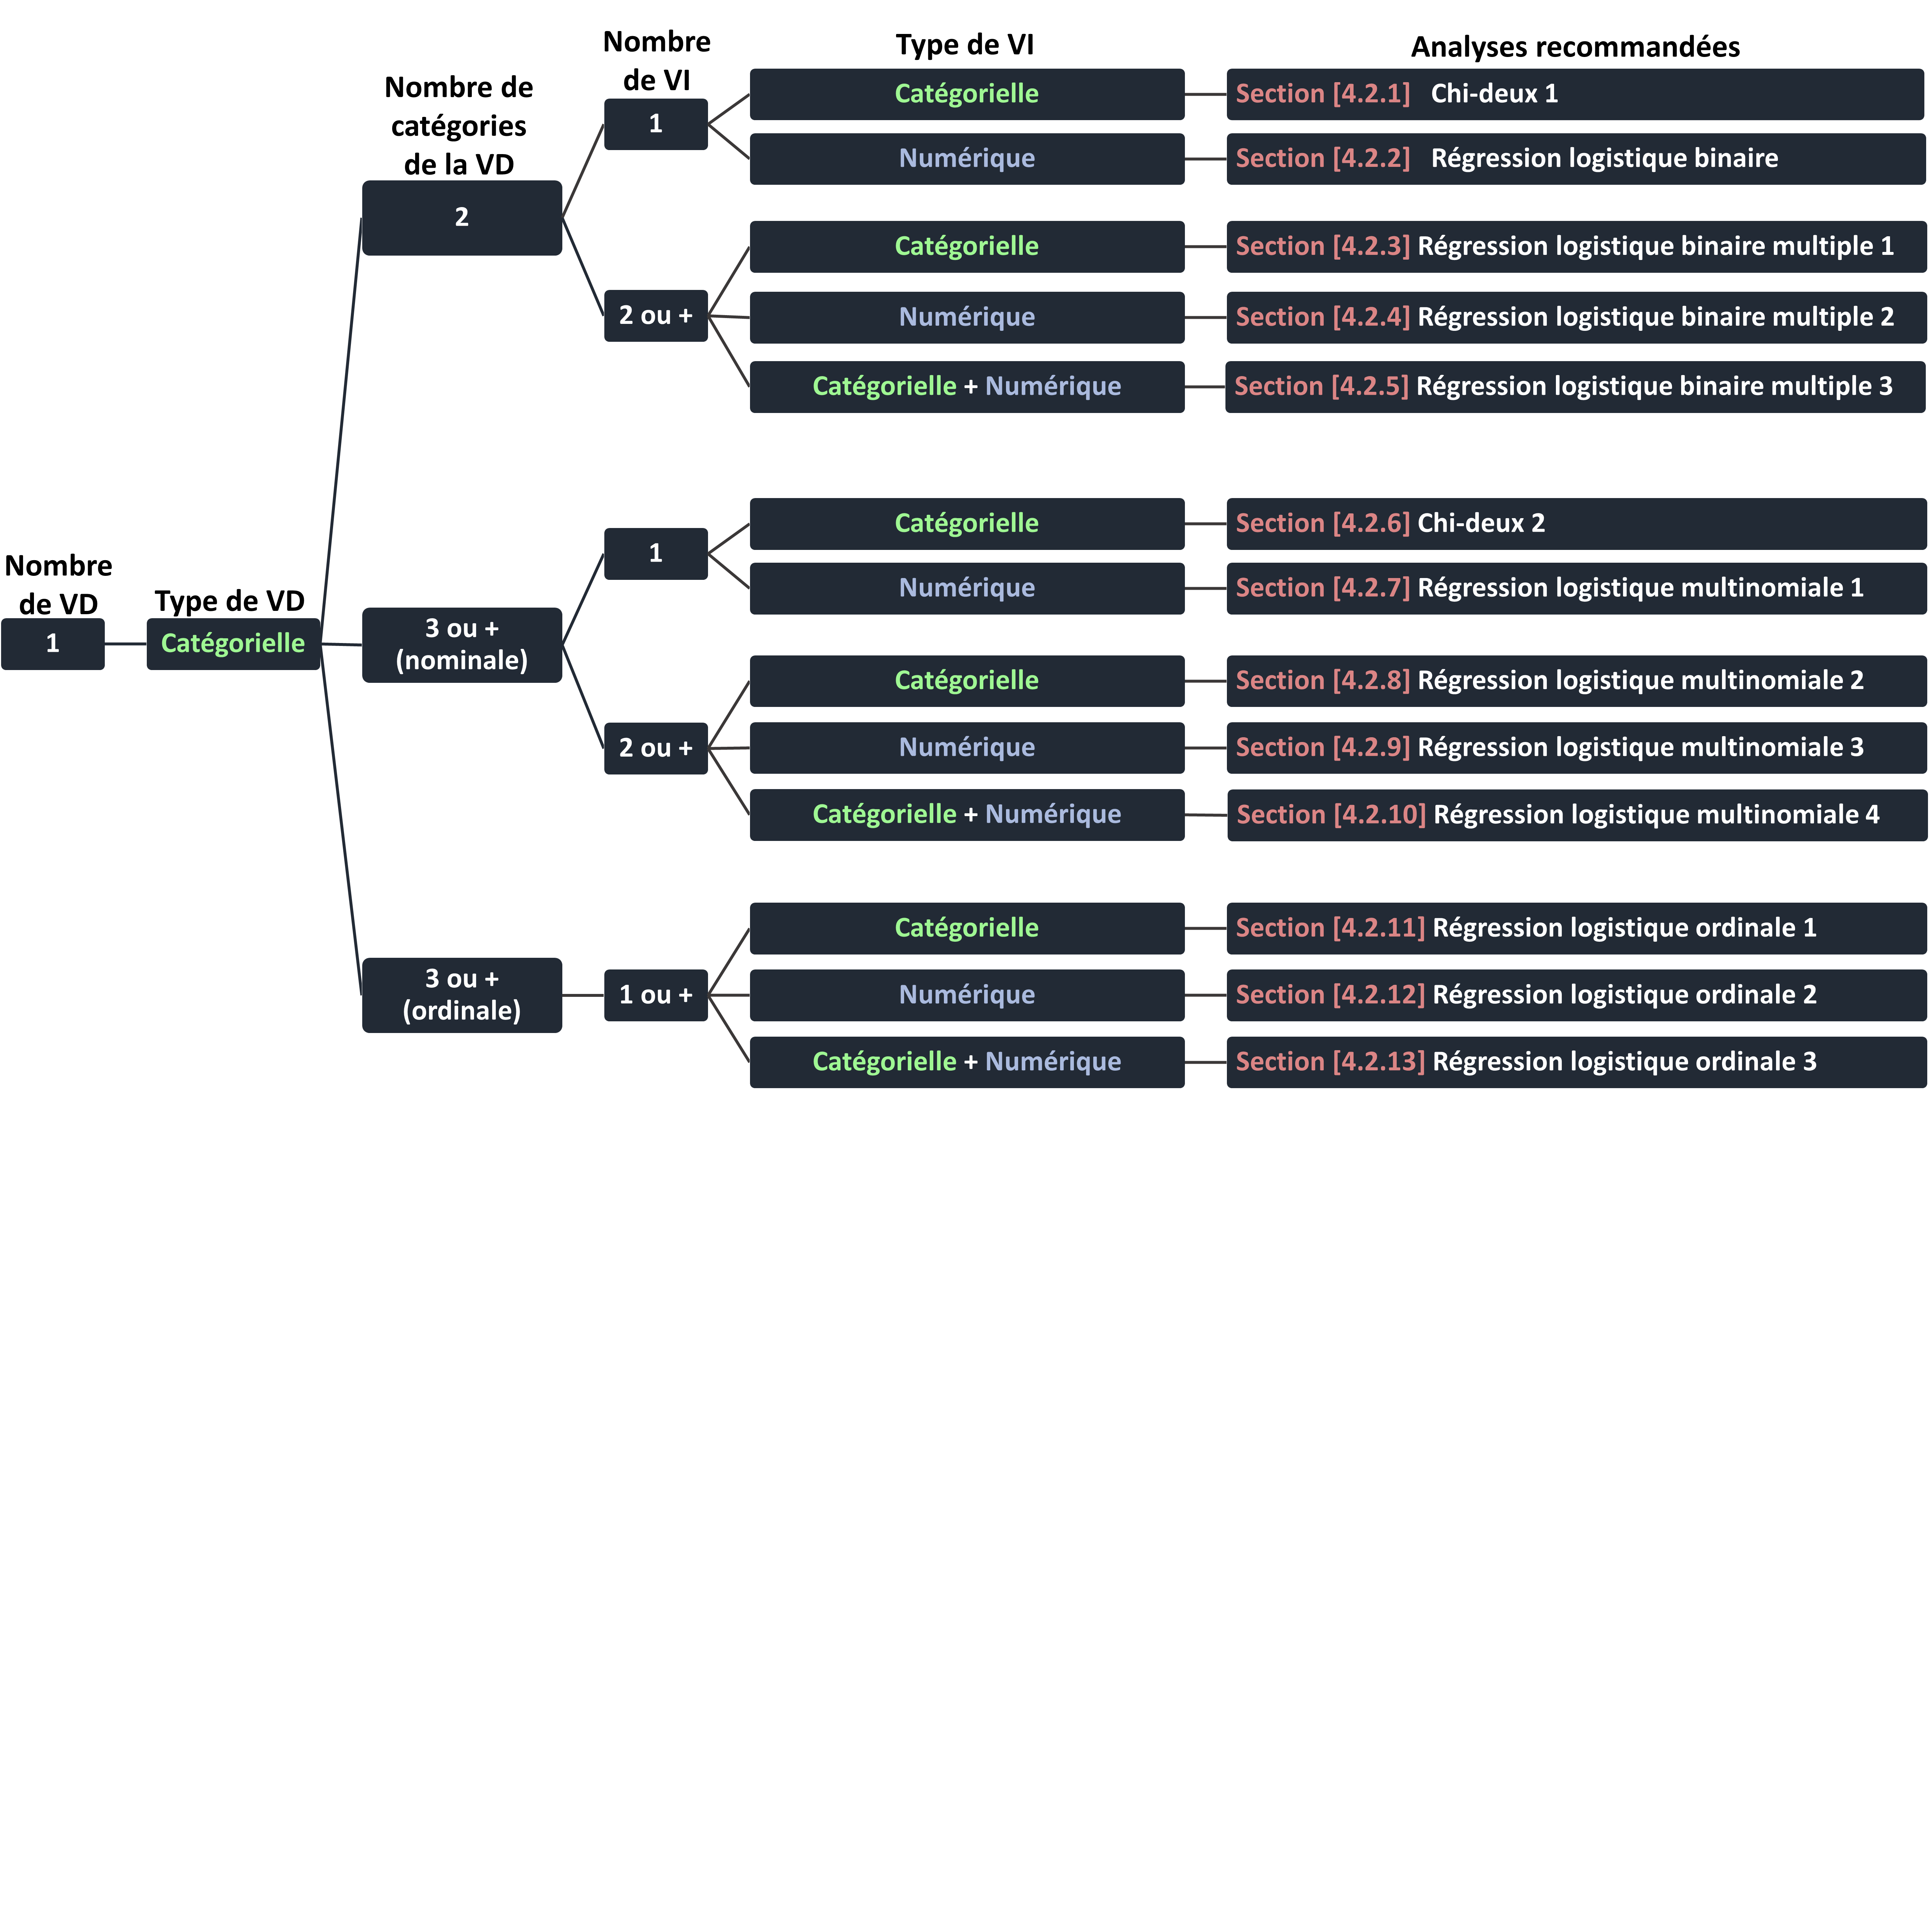 Nombre
de VD
1
Type de VD
Catégorielle
Nombre de
catégories
de la VD
2
Nombre
de VI
1
Type de VI
Analyses recommandées
Catégorielle
Section [4.2.1] Chi-deux 1
Numérique
Section [4.2.2] Régression logistique binaire
2 ou +
Catégorielle
Section [4.2.3] Régression logistique binaire multiple 1
Numérique
Section [4.2.4] Régression logistique binaire multiple 2
Catégorielle + Numérique
Section [4.2.5] Régression logistique binaire multiple 3
3 ou +
(nominale)
1
Catégorielle
Section [4.2.6] Chi-deux 2
Numérique
Section [4.2.7] Régression logistique multinomiale 1
2 ou +
Catégorielle
Section [4.2.8] Régression logistique multinomiale 2
Numérique
Section [4.2.9] Régression logistique multinomiale 3
Catégorielle + Numérique
Section [4.2.10] Régression logistique multinomiale 4
3 ou +
(ordinale)
1 ou +
Catégorielle
Section [4.2.11] Régression logistique ordinale 1
Numérique
Section [4.2.12] Régression logistique ordinale 2
Catégorielle + Numérique
Section [4.2.13] Régression logistique ordinale 3